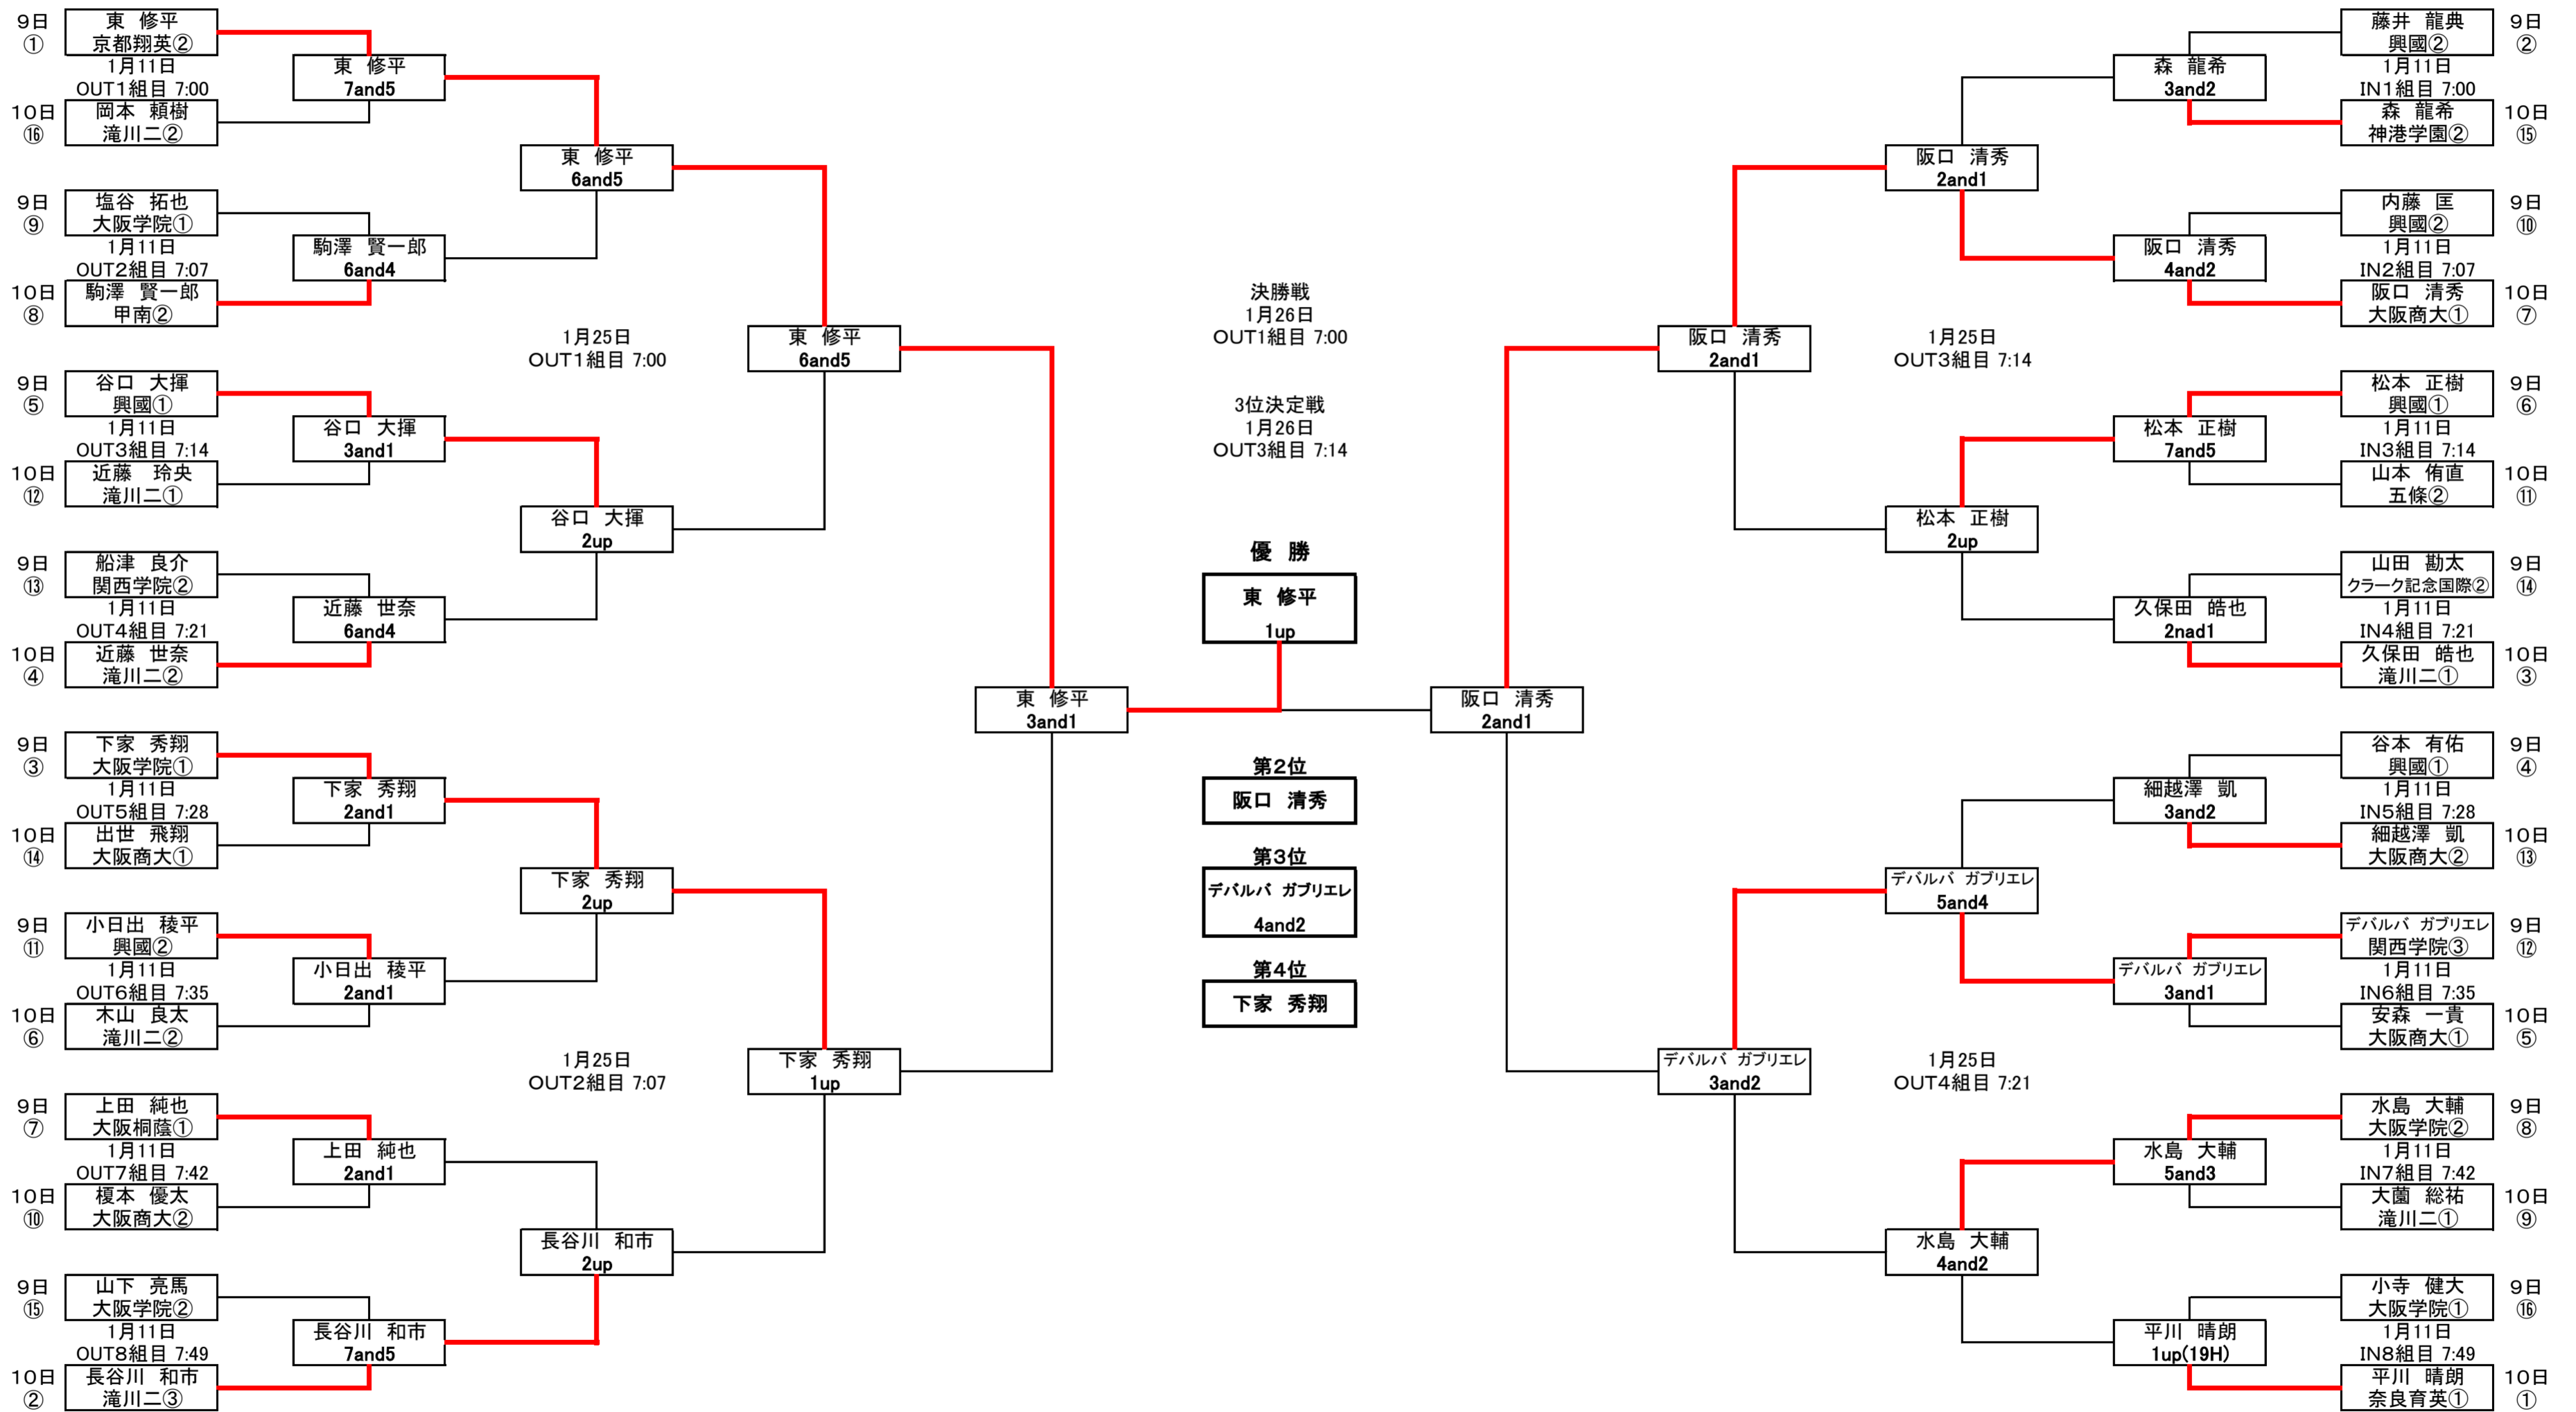 9日
①
東 修平
京都翔英②
1月11日
OUT1組目 7:00
10日
⑯
岡本 頼樹
滝川二②
9日
⑨
塩谷 拓也
大阪学院①
1月11日
OUT2組目 7:07
10日
⑧
駒澤 賢一郎
甲南②
9日
⑤
谷口 大揮
興國①
1月11日
OUT3組目 7:14
10日
⑫
近藤 玲央
滝川二①
9日
⑬
船津 良介
関西学院②
1月11日
OUT4組目 7:21
10日
④
近藤 世奈
滝川二②
9日
③
下家 秀翔
大阪学院①
1月11日
OUT5組目 7:28
10日
⑭
出世 飛翔
大阪商大①
9日
⑪
小日出 稜平
興國②
1月11日
OUT6組目 7:35
10日
⑥
木山 良太
滝川二②
9日
⑦
上田 純也
大阪桐蔭①
1月11日
OUT7組目 7:42
10日
⑩
榎本 優太
大阪商大②
9日
⑮
山下 亮馬
大阪学院②
1月11日
OUT8組目 7:49
10日
②
長谷川 和市
滝川二③
東 修平
7and5
駒澤 賢一郎
6and4
谷口 大揮
3and1
近藤 世奈
6and4
下家 秀翔
2and1
小日出 稜平
2and1
上田 純也
2and1
長谷川 和市
7and5
東 修平
6and5
1月25日
OUT1組目 7:00
谷口 大揮
2up
下家 秀翔
2up
1月25日
OUT2組目 7:07
長谷川 和市
2up
東 修平
6and5
下家 秀翔
1up
東 修平
3and1
決勝戦
1月26日
OUT1組目 7:00
3位決定戦
1月26日
OUT3組目 7:14
優 勝
東 修平
1up
第2位
阪口 清秀
第3位
デバルバ ガブリエレ
4and2
第4位
下家 秀翔
阪口 清秀
2and1
阪口 清秀
2and1
デバルバ ガブリエレ
3and2
阪口 清秀
2and1
1月25日
OUT3組目 7:14
松本 正樹
2up
デバルバ ガブリエレ
5and4
1月25日
OUT4組目 7:21
水島 大輔
4and2
森 龍希
3and2
阪口 清秀
4and2
松本 正樹
7and5
久保田 皓也
2nad1
細越澤 凱
3and2
デバルバ ガブリエレ
3and1
水島 大輔
5and3
平川 晴朗
1up(19H)
藤井 龍典
興國②
9日
②
1月11日
IN1組目 7:00
森 龍希
神港学園②
10日
⑮
内藤 匡
興國②
9日
⑩
1月11日
IN2組目 7:07
阪口 清秀
大阪商大①
10日
⑦
松本 正樹
興國①
9日
⑥
1月11日
IN3組目 7:14
山本 侑直
五條②
10日
⑪
山田 勘太
クラーク記念国際②
9日
⑭
1月11日
IN4組目 7:21
久保田 皓也
滝川二①
10日
③
谷本 有佑
興國①
9日
④
1月11日
IN5組目 7:28
細越澤 凱
大阪商大②
10日
⑬
デバルバ ガブリエレ
関西学院③
9日
⑫
1月11日
IN6組目 7:35
安森 一貴
大阪商大①
10日
⑤
水島 大輔
大阪学院②
9日
⑧
1月11日
IN7組目 7:42
大薗 総祐
滝川二①
10日
⑨
小寺 健大
大阪学院①
9日
⑯
1月11日
IN8組目 7:49
平川 晴朗
奈良育英①
10日
①